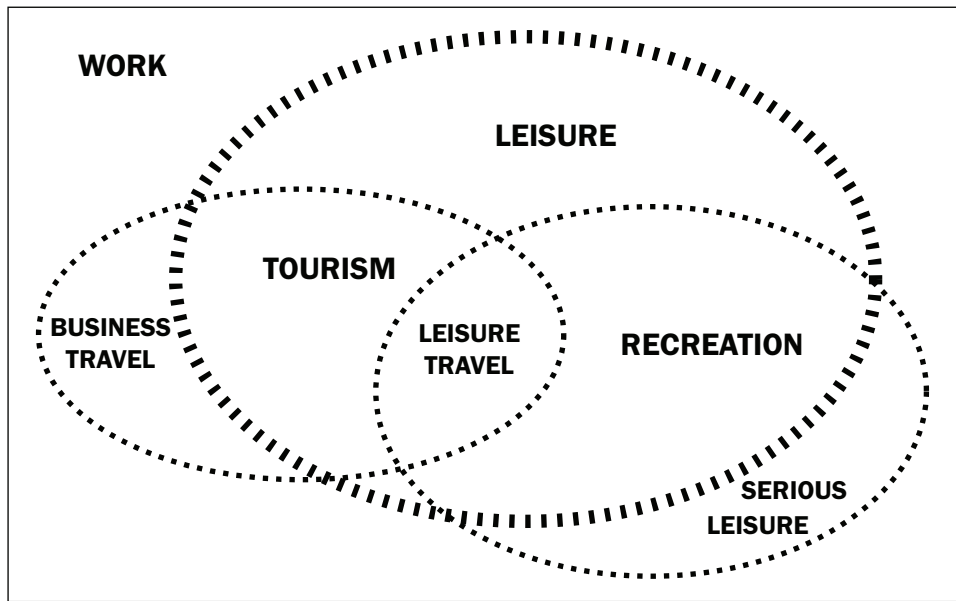 WORK
LEISURE
TOURISM
BUSINESS
TRAVEL
LEISURE
TRAVEL
RECREATION
SERIOUS
LEISURE